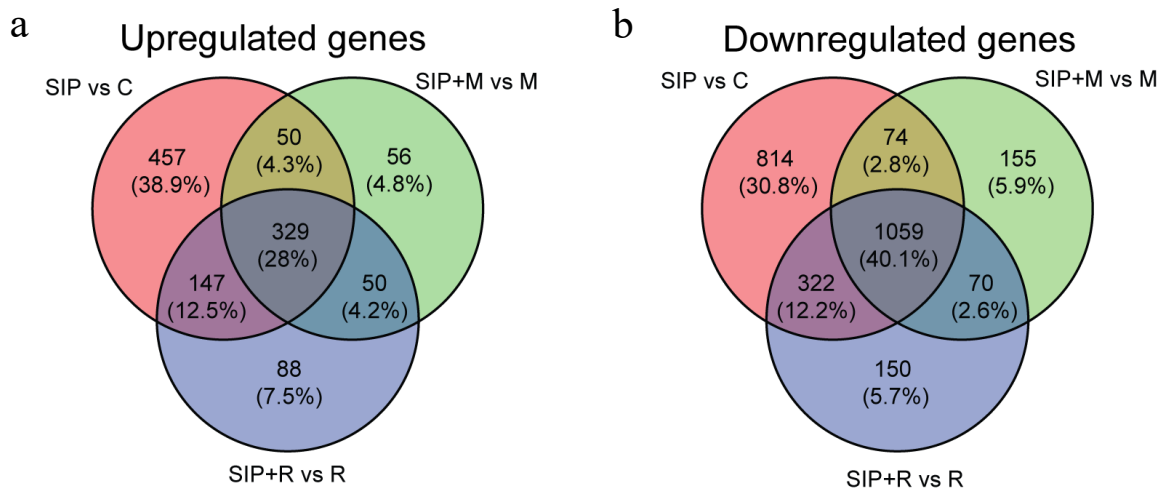 a
Upregulated genes
SIP vs C
SIP+M vs M
457
(38.9%)
50
(4.3%)
56
(4.8%)
329
(28%)
147
(12.5%)
50
(4.2%)
88
(7.5%)
SIP+R vs R
b
Downregulated genes
SIP vs C
SIP+M vs M
814
(30.8%)
74
(2.8%)
155
(5.9%)
1059
(40.1%)
322
(12.2%)
70
(2.6%)
150
(5.7%)
SIP+R vs R